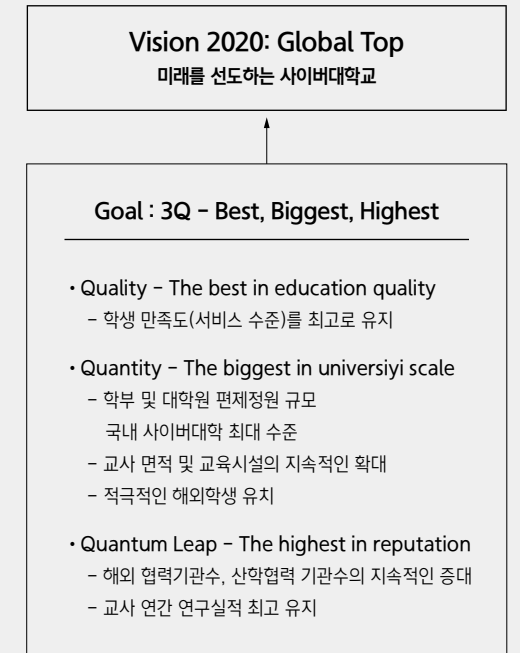 Vision 2020: Global Top
미래를 선도하는 사이버대학교
Goal : 3Q – Best, Biggest, Highest
• Quality – The best in education quality
– 학생 만족도(서비스 수준)를 최고로 유지
• Quantity – The biggest in universiyi scale
– 학부 및 대학원 편제정원 규모
국내 사이버대학 최대 수준
– 교사 면적 및 교육시설의 지속적인 확대
– 적극적인 해외학생 유치
• Quantum Leap – The highest in reputation
– 해외 협력기관수, 산학협력 기관수의 지속적인 증대
– 교사 연간 연구실적 최고 유지